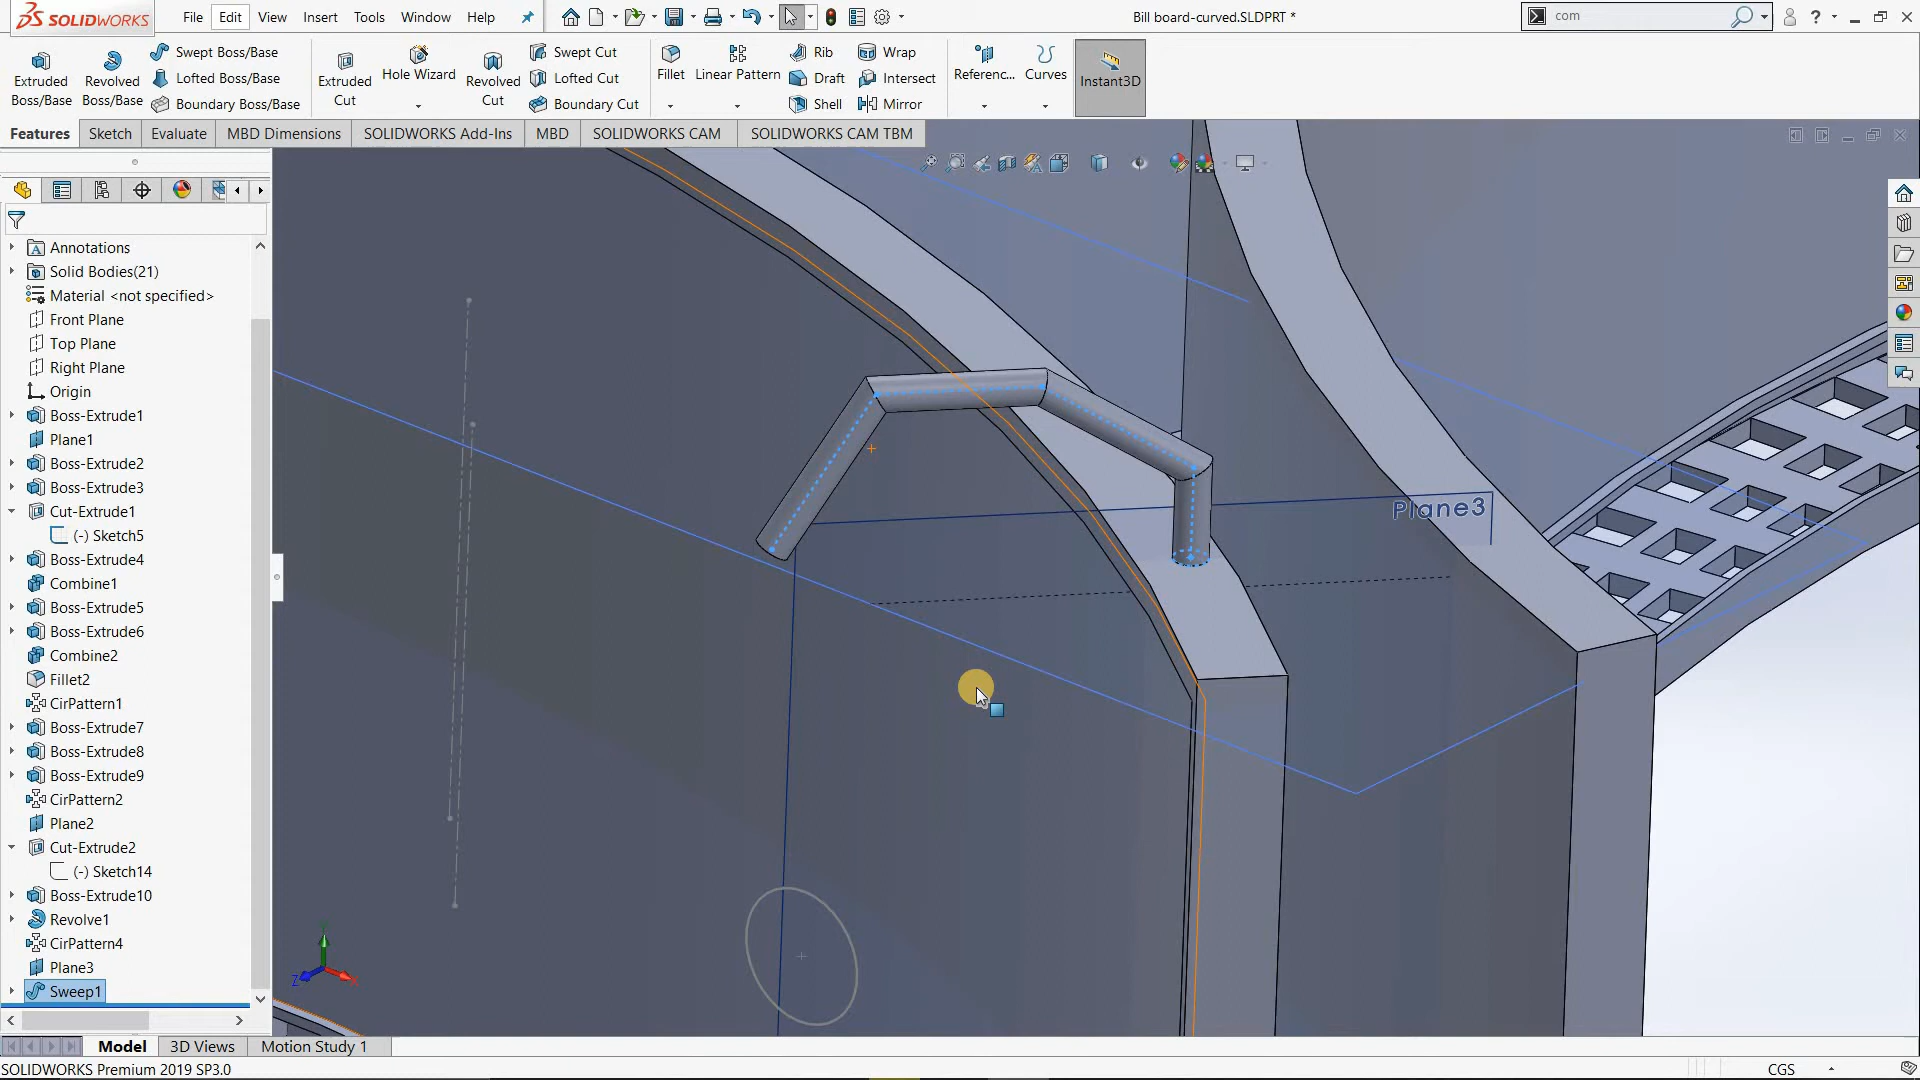 SOLIDWORKS
File Edit View Insert Tools Window Help
Bill board-curved.SLDPRT *
com
?
Extruded Boss/Base
Revolved Boss/Base
Swept Boss/Base
Lofted Boss/Base
Boundary Boss/Base
Extruded Cut
Hole Wizard
Revolved Cut
Swept Cut
Lofted Cut
Boundary Cut
Fillet
Linear Pattern
Rib
Draft
Shell
Wrap
Intersect
Mirror
Referenc...
Curves
Instant3D
Features Sketch Evaluate MBD Dimensions SOLIDWORKS Add-Ins MBD SOLIDWORKS CAM SOLIDWORKS CAM TBM
Annotations
Solid Bodies(21)
Material <not specified>
Front Plane
Top Plane
Right Plane
Origin
Boss-Extrude1
Plane1
Boss-Extrude2
Boss-Extrude3
Cut-Extrude1
(-) Sketch5
Boss-Extrude4
Combine1
Boss-Extrude5
Boss-Extrude6
Combine2
Fillet2
CirPattern1
Boss-Extrude7
Boss-Extrude8
Boss-Extrude9
CirPattern2
Plane2
Cut-Extrude2
(-) Sketch14
Boss-Extrude10
Revolve1
CirPattern4
Plane3
Sweep1
Plane3
Y
Z
X
Model 3D Views Motion Study 1
SOLIDWORKS Premium 2019 SP3.0
CGS